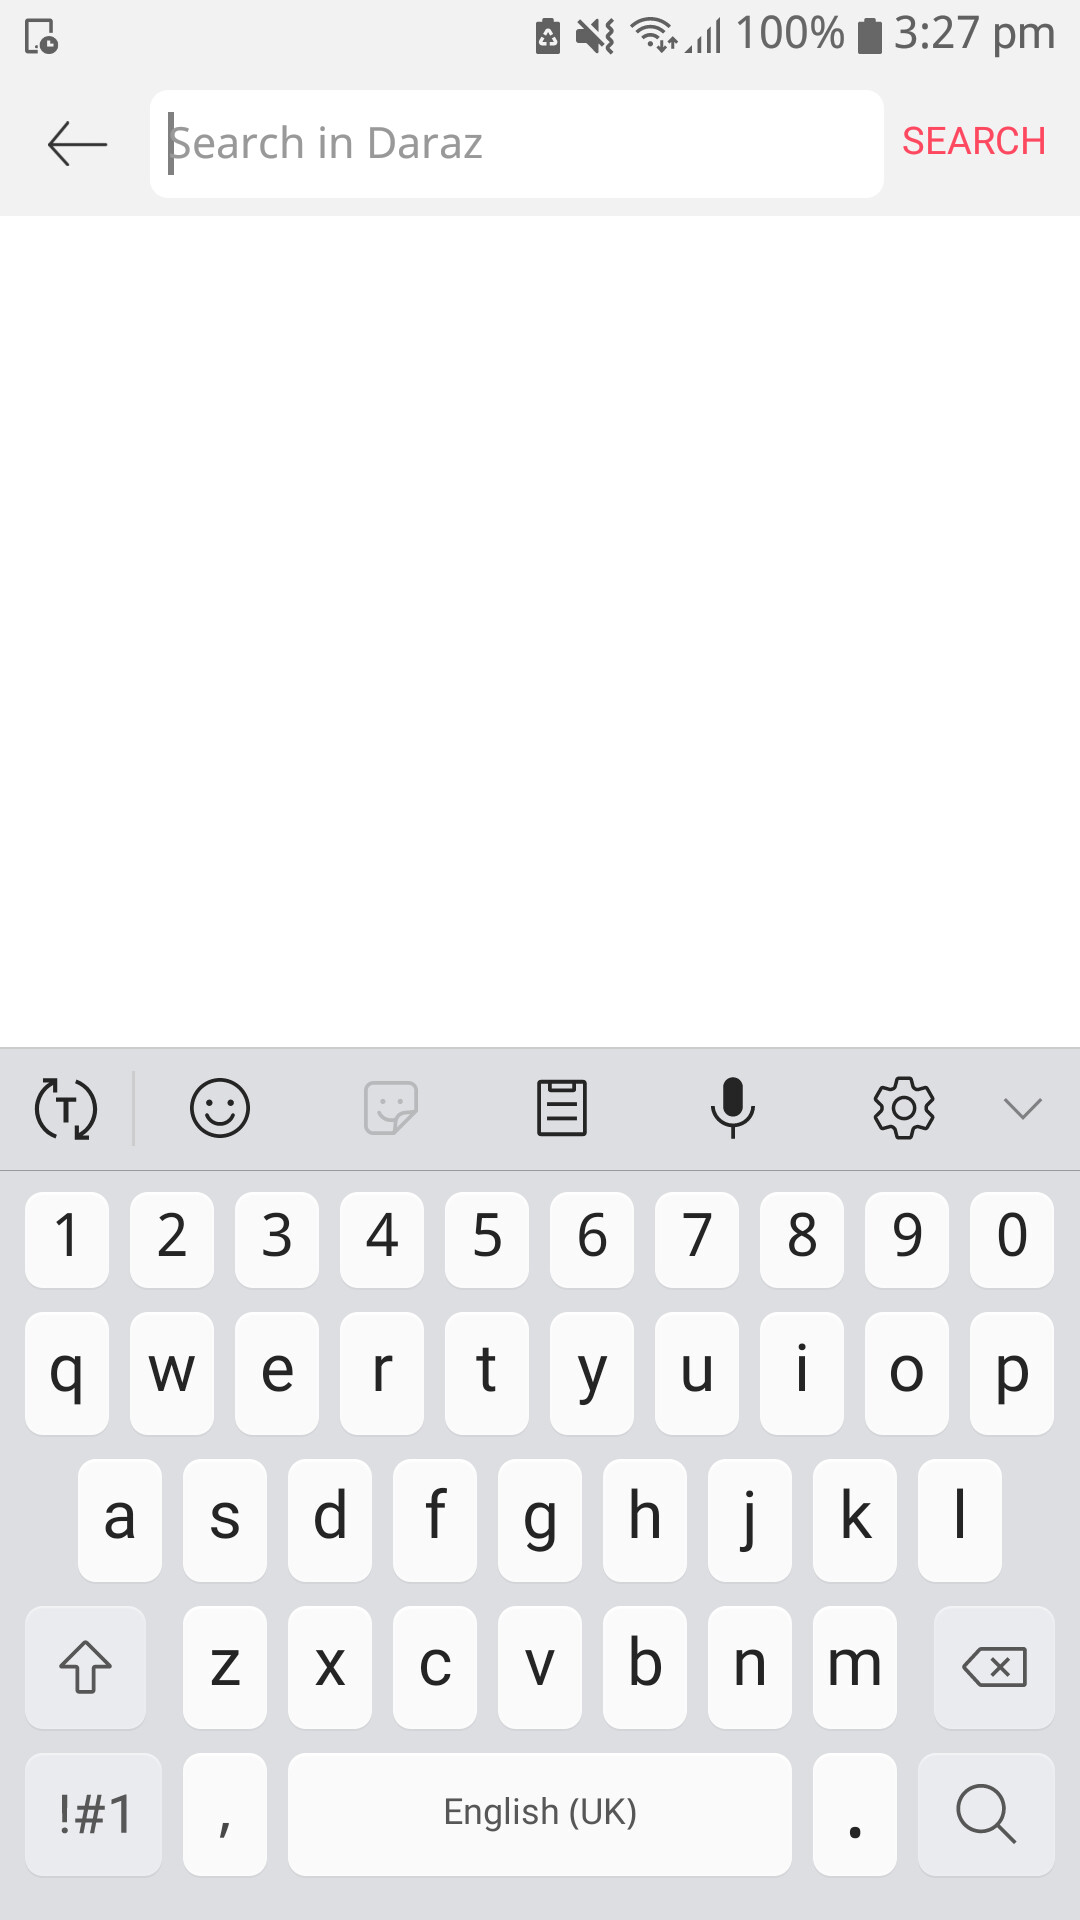 100% 3:27 pm
Search in Daraz SEARCH
T
1 2 3 4 5 6 7 8 9 0
q w e r t y u i o p
a s d f g h j k l
z x c v b n m
!#1 , English (UK) .